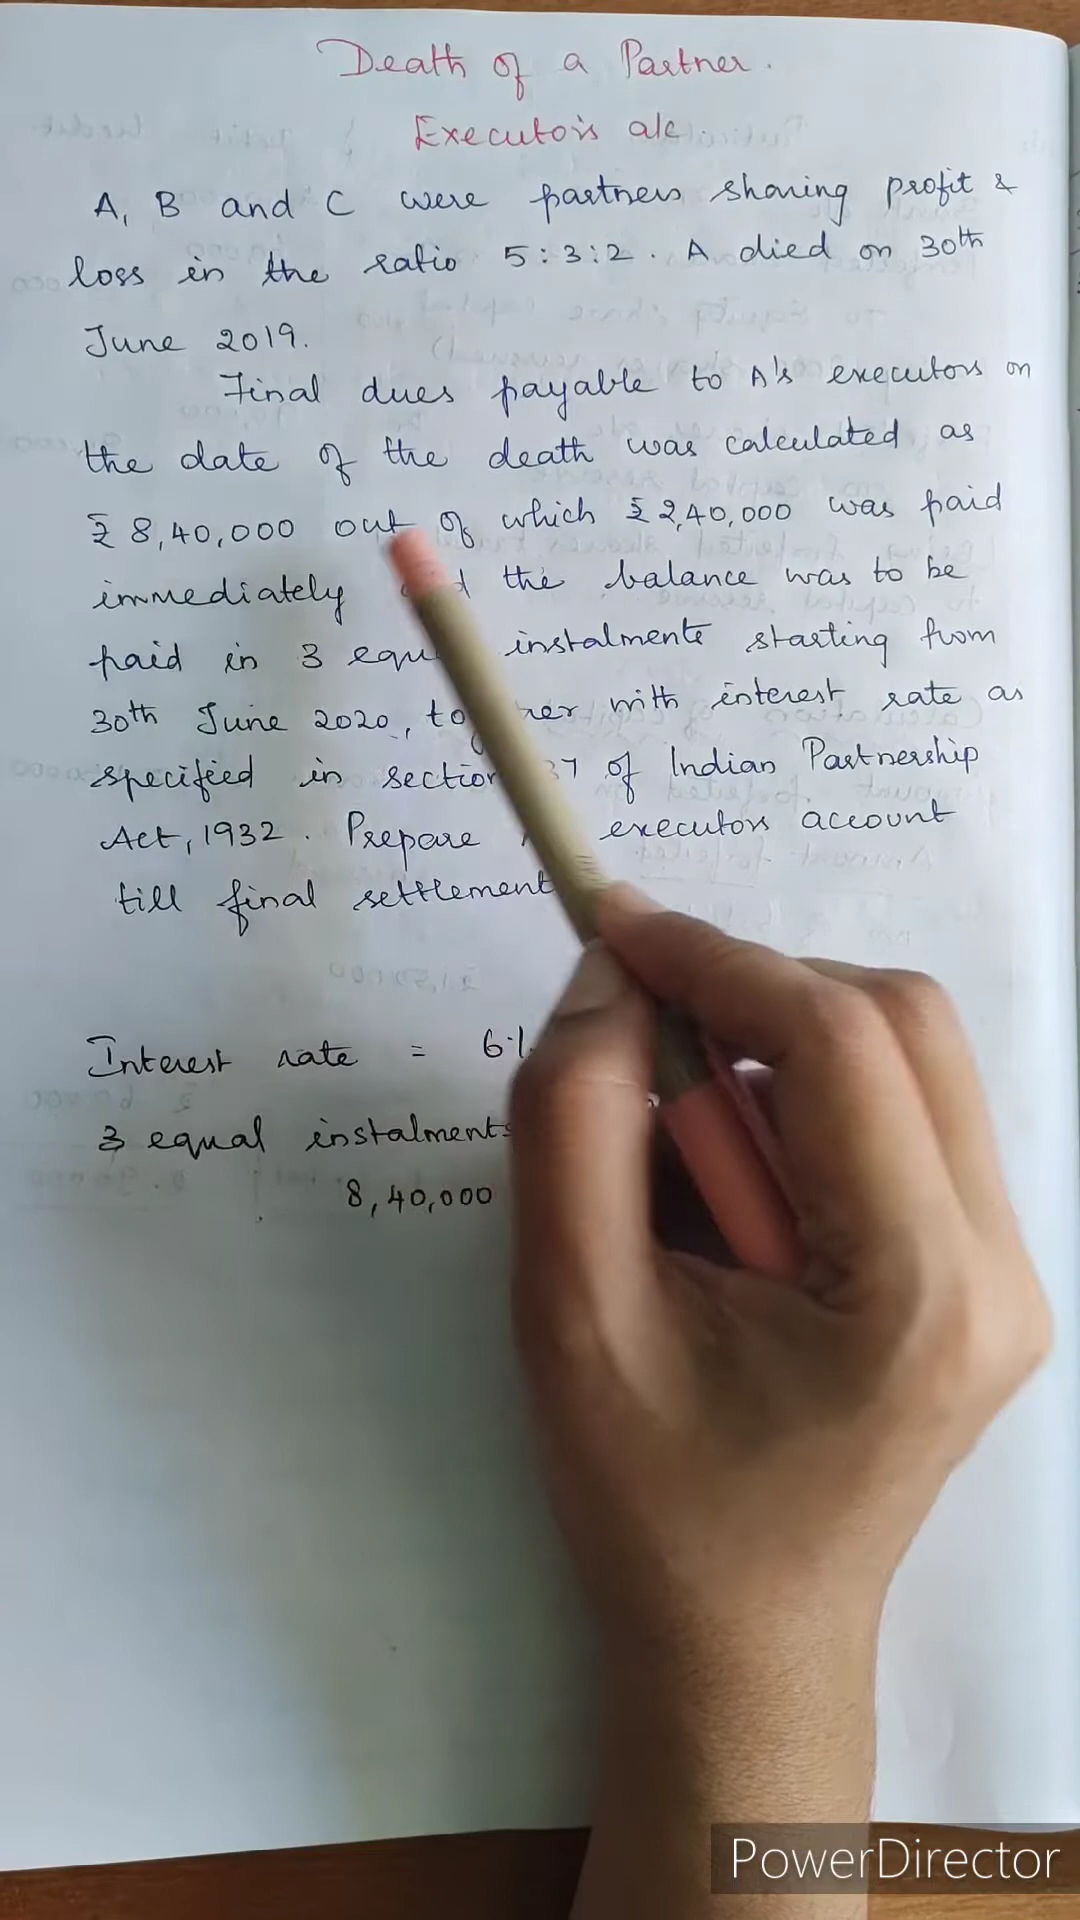 Death of a Partner.
Executor's a/c.
A, B and C were partners sharing profit &
loss in the ratio 5:3:2. A died on 30th
June 2019.
Final dues payable to A's executors on
the date of the death was calculated as
₹ 8,40,000 out of which ₹ 2,40,000 was paid
immediately the balance was to be
paid in 3 instalments starting from
30th June 2020, with interest rate as
specified in section 37 of Indian Partnership
Act, 1932. Prepare executors account
till final settlement
Interest rate = 6%
3 equal instalments
8,40,000
PowerDirector